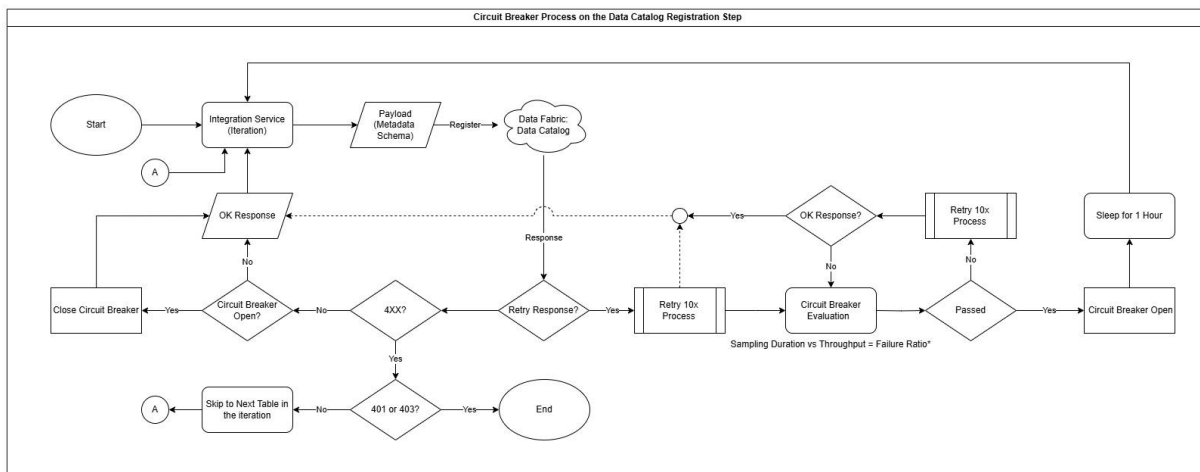 Circuit Breaker Process on the Data Catalog Registration Step
Start
Integration Service
(Iteration)
Payload
(Metadata
Schema)
Register
Data Fabric:
Data Catalog
A
OK Response
Yes
OK Response?
Retry 10x
Process
Sleep for 1 Hour
Response
No
No
No
Close Circuit Breaker
Yes
Circuit Breaker
Open?
No
4XX?
Retry Response?
Yes
Retry 10x
Process
Circuit Breaker
Evaluation
Passed
Yes
Circuit Breaker Open
Sampling Duration vs Throughput = Failure Ratio*
Yes
A
Skip to Next Table in
the iteration
No
401 or 403?
Yes
End